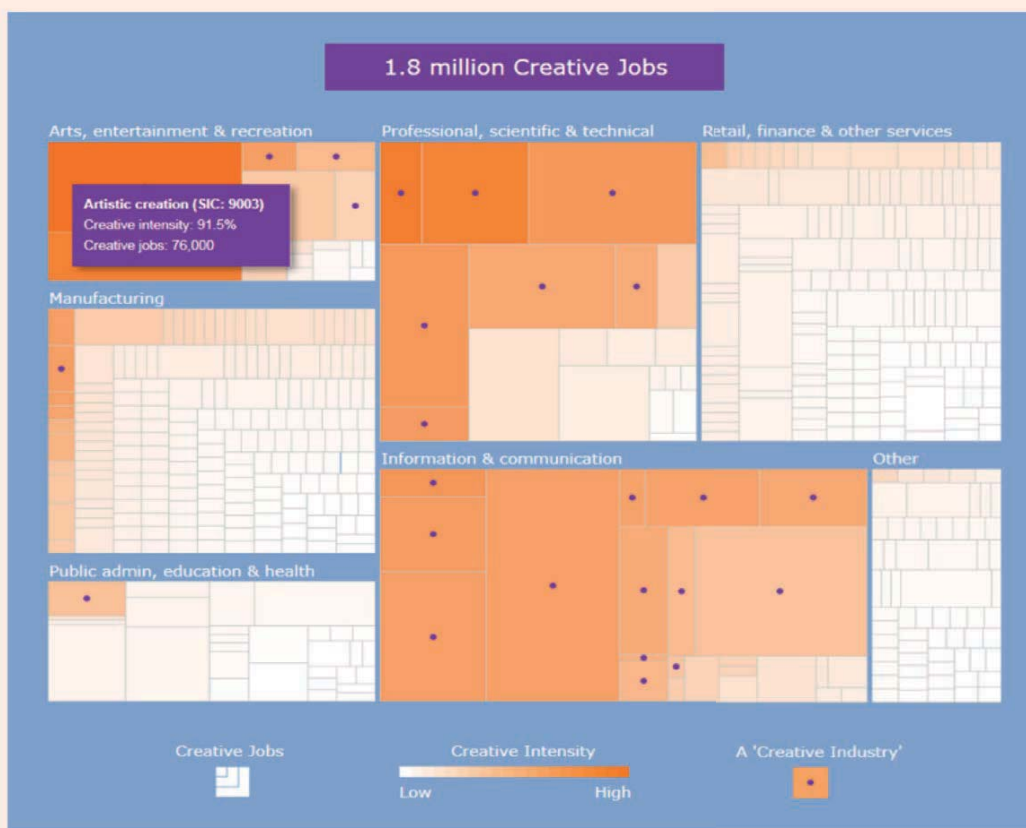 1.8 million Creative Jobs
Arts, entertainment & recreation
Professional, scientific & technical
Retail, finance & other services
Artistic creation (SIC: 9003)
Creative intensity: 91.5%
Creative jobs: 76,000
Manufacturing
Information & communication
Other
Public admin, education & health
Creative Jobs
Creative Intensity
A 'Creative Industry'
Low
High